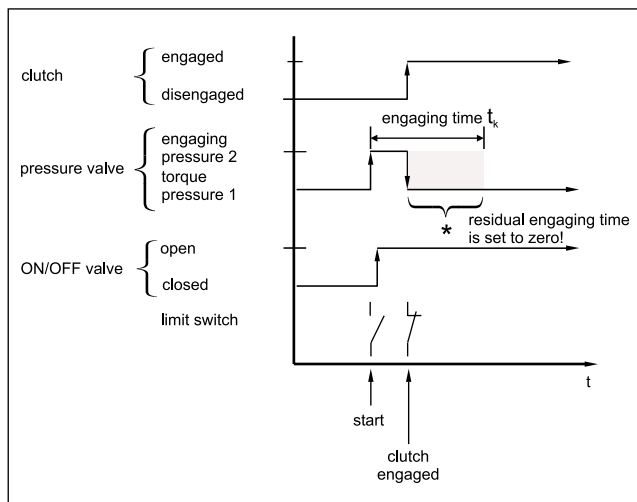 clutch
engaged
disengaged
engaging time tk
pressure valve
engaging
pressure 2
torque
pressure 1
* residual engaging time
is set to zero!
ON/OFF valve
open
closed
limit switch
t
start
clutch
engaged